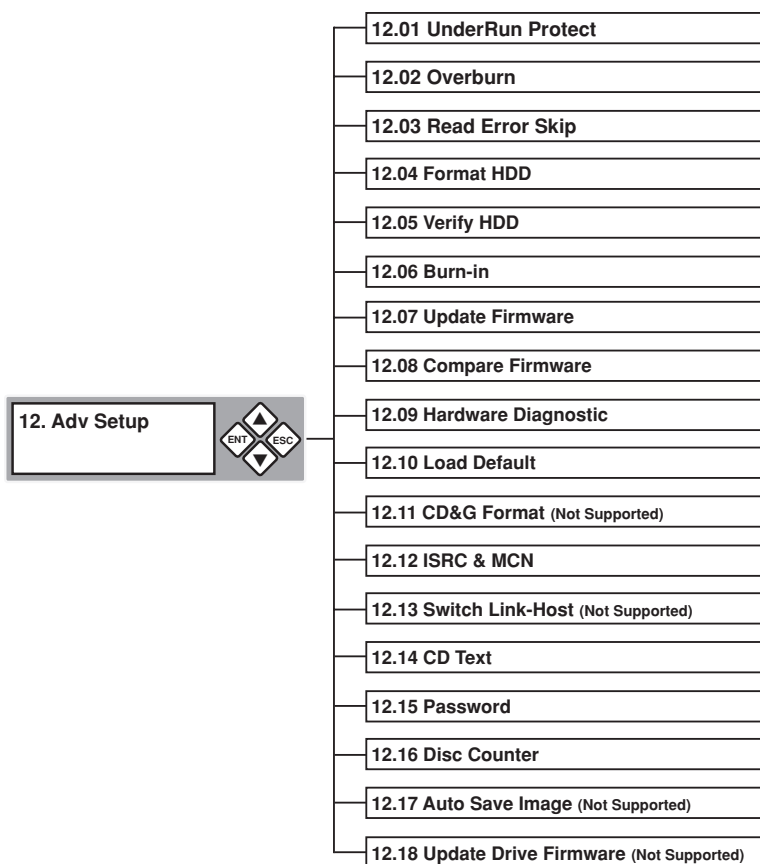 12.01 UnderRun Protect
12.02 Overburn
12.03 Read Error Skip
12.04 Format HDD
12.05 Verify HDD
12.06 Burn-in
12.07 Update Firmware
12.08 Compare Firmware
12. Adv Setup
ENT
ESC
12.09 Hardware Diagnostic
12.10 Load Default
12.11 CD&G Format (Not Supported)
12.12 ISRC & MCN
12.13 Switch Link-Host (Not Supported)
12.14 CD Text
12.15 Password
12.16 Disc Counter
12.17 Auto Save Image (Not Supported)
12.18 Update Drive Firmware (Not Supported)